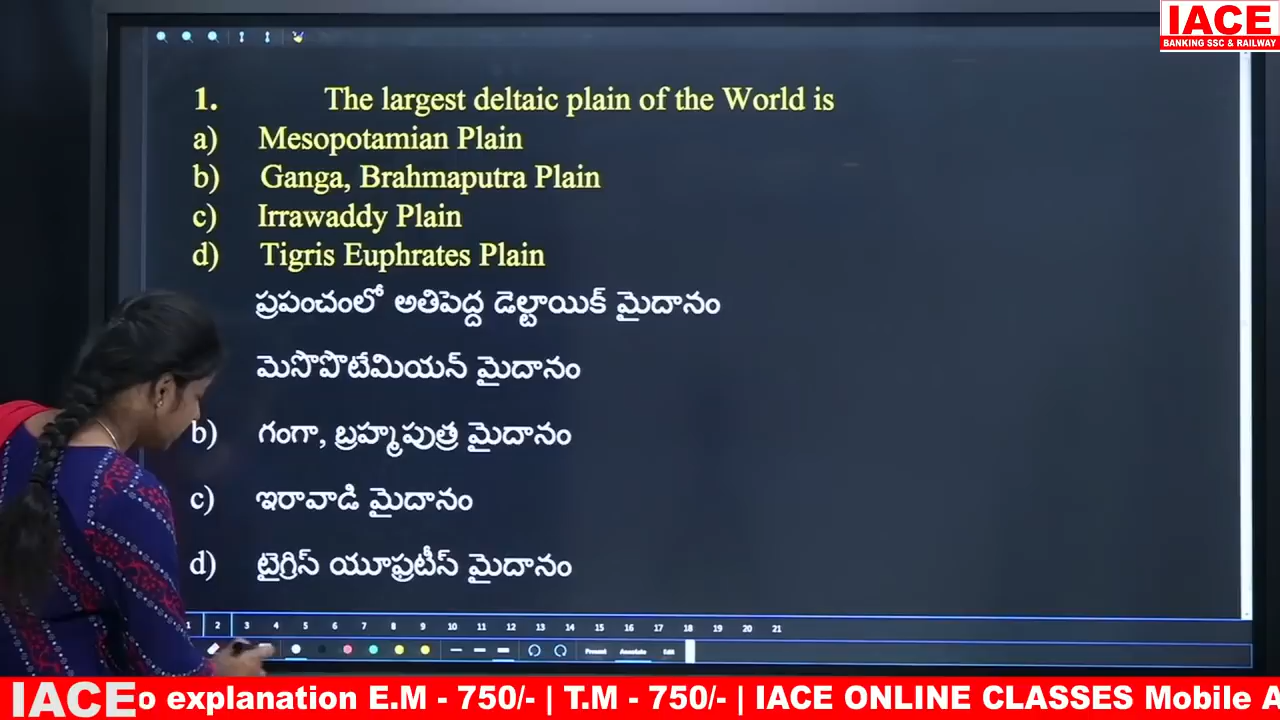 IACE
BANKING SSC & RAILWAY
1. The largest deltaic plain of the World is
a) Mesopotamian Plain
b) Ganga, Brahmaputra Plain
c) Irrawaddy Plain
d) Tigris Euphrates Plain
ప్రపంచంలో అతిపెద్ద డెల్టాయిక్ మైదానం
మెసొపొటేమియన్ మైదానం
b) గంగా, బ్రహ్మపుత్ర మైదానం
c) ఇరావాడి మైదానం
d) టైగ్రిస్ యూఫ్రటీస్ మైదానం
1 2 3 4 5 6 7 8 9 10 11 12 13 14 15 16 17 18 19 20 21
Present Annotate Edit
IACE o explanation E.M - 750/- | T.M - 750/- | IACE ONLINE CLASSES Mobile A